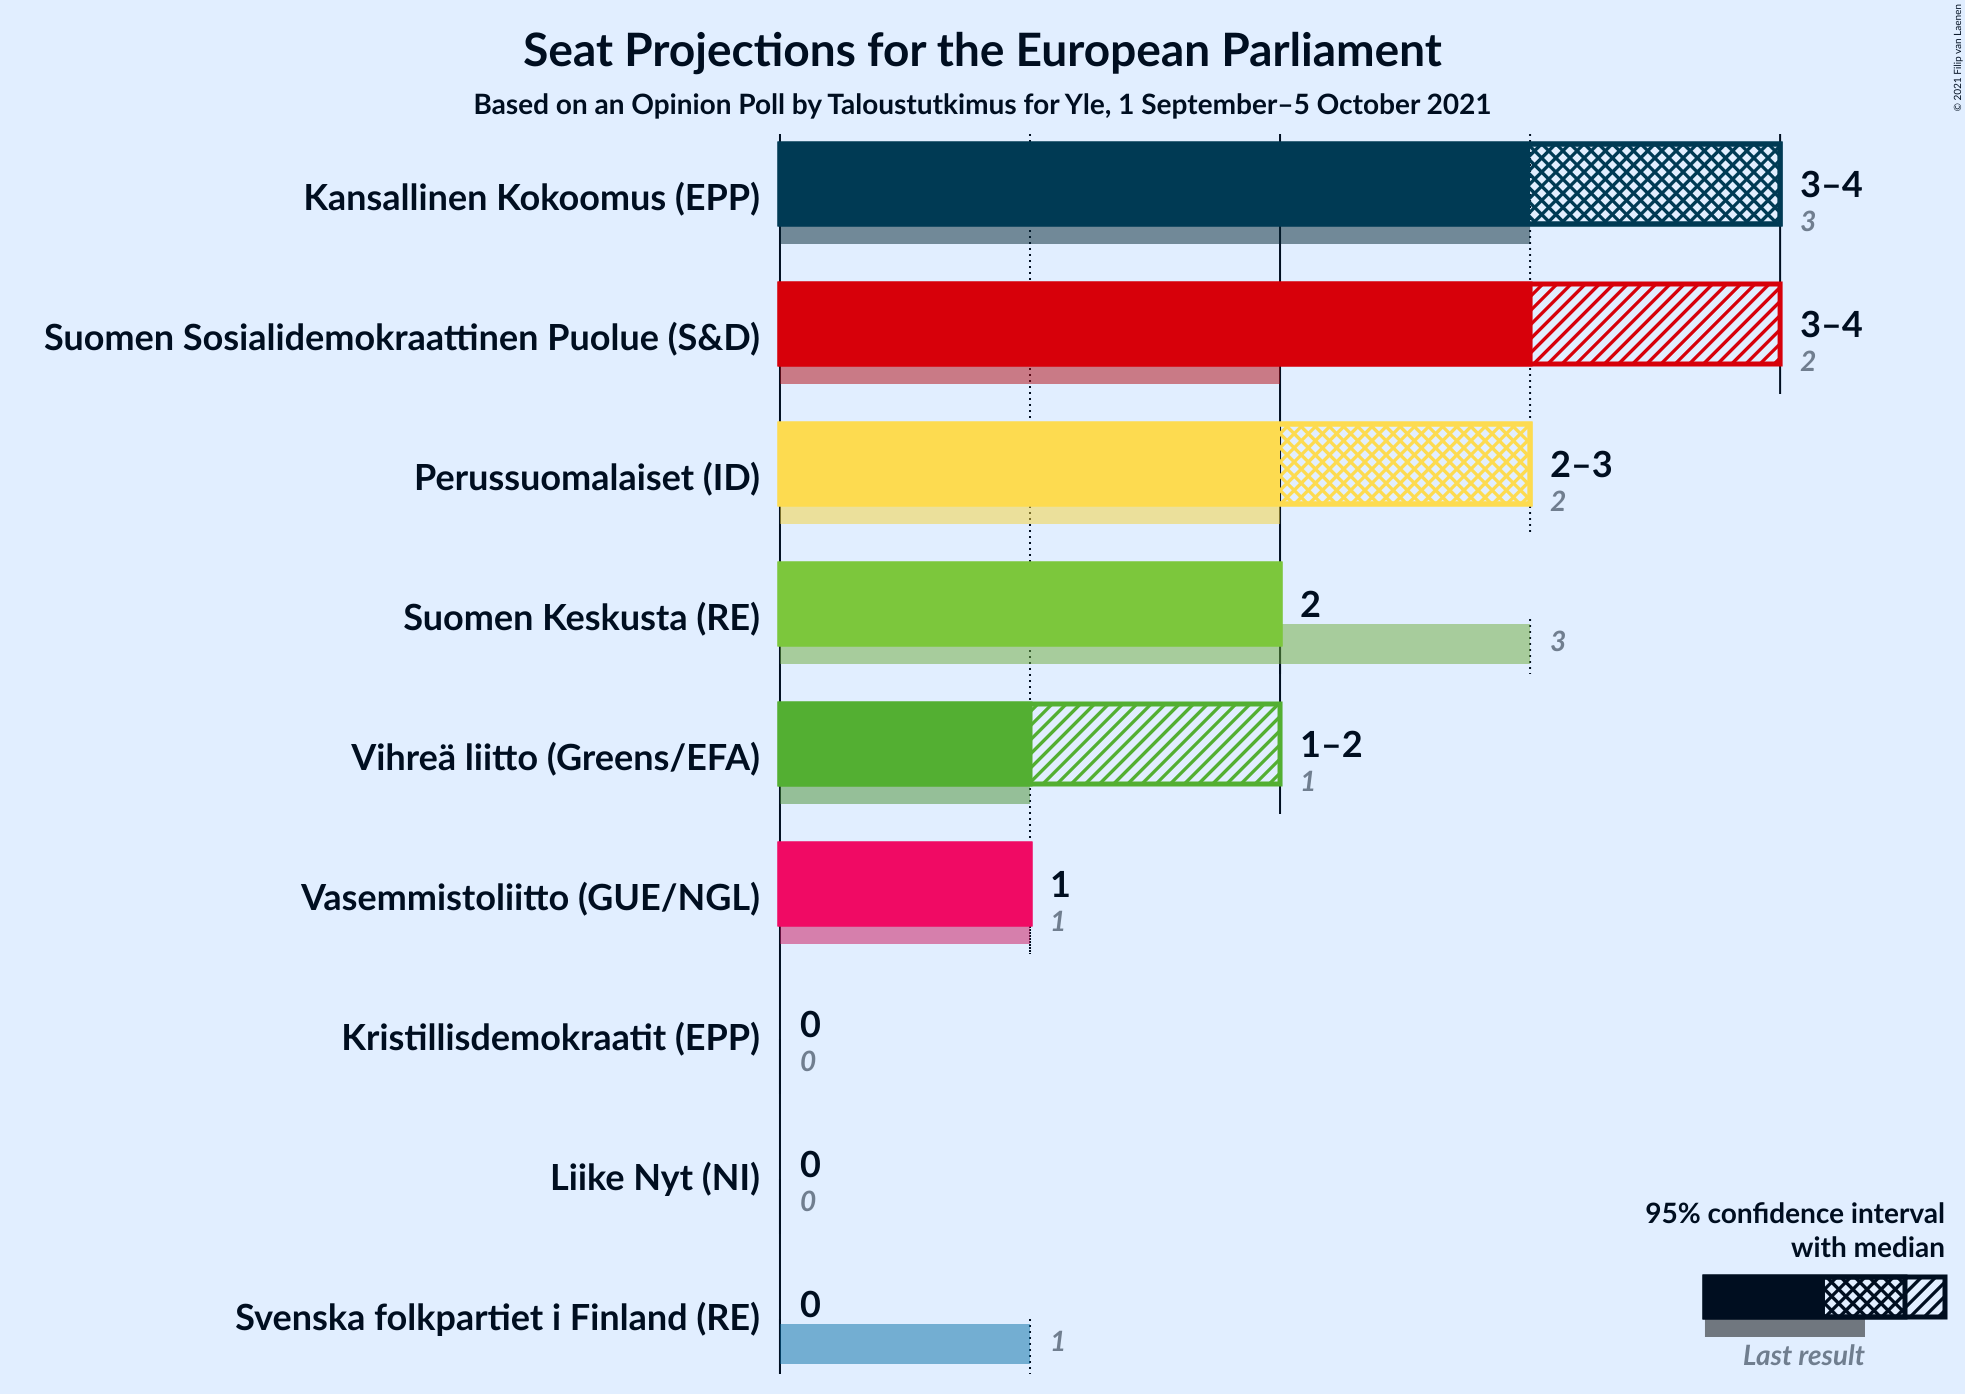 Seat Projections for the European Parliament
Based on an Opinion Poll by Taloustutkimus for Yle, 1 September–5 October 2021
© 2021 Filip van Laenen
Kansallinen Kokoomus (EPP)
3–4
3
Suomen Sosialidemokraattinen Puolue (S&D)
3–4
2
Perussuomalaiset (ID)
2–3
2
Suomen Keskusta (RE)
2
3
Vihreä liitto (Greens/EFA)
1–2
1
Vasemmistoliitto (GUE/NGL)
1
1
Kristillisdemokraatit (EPP)
0
0
Liike Nyt (NI)
0
0
Svenska folkpartiet i Finland (RE)
0
1
95% confidence interval
with median
Last result